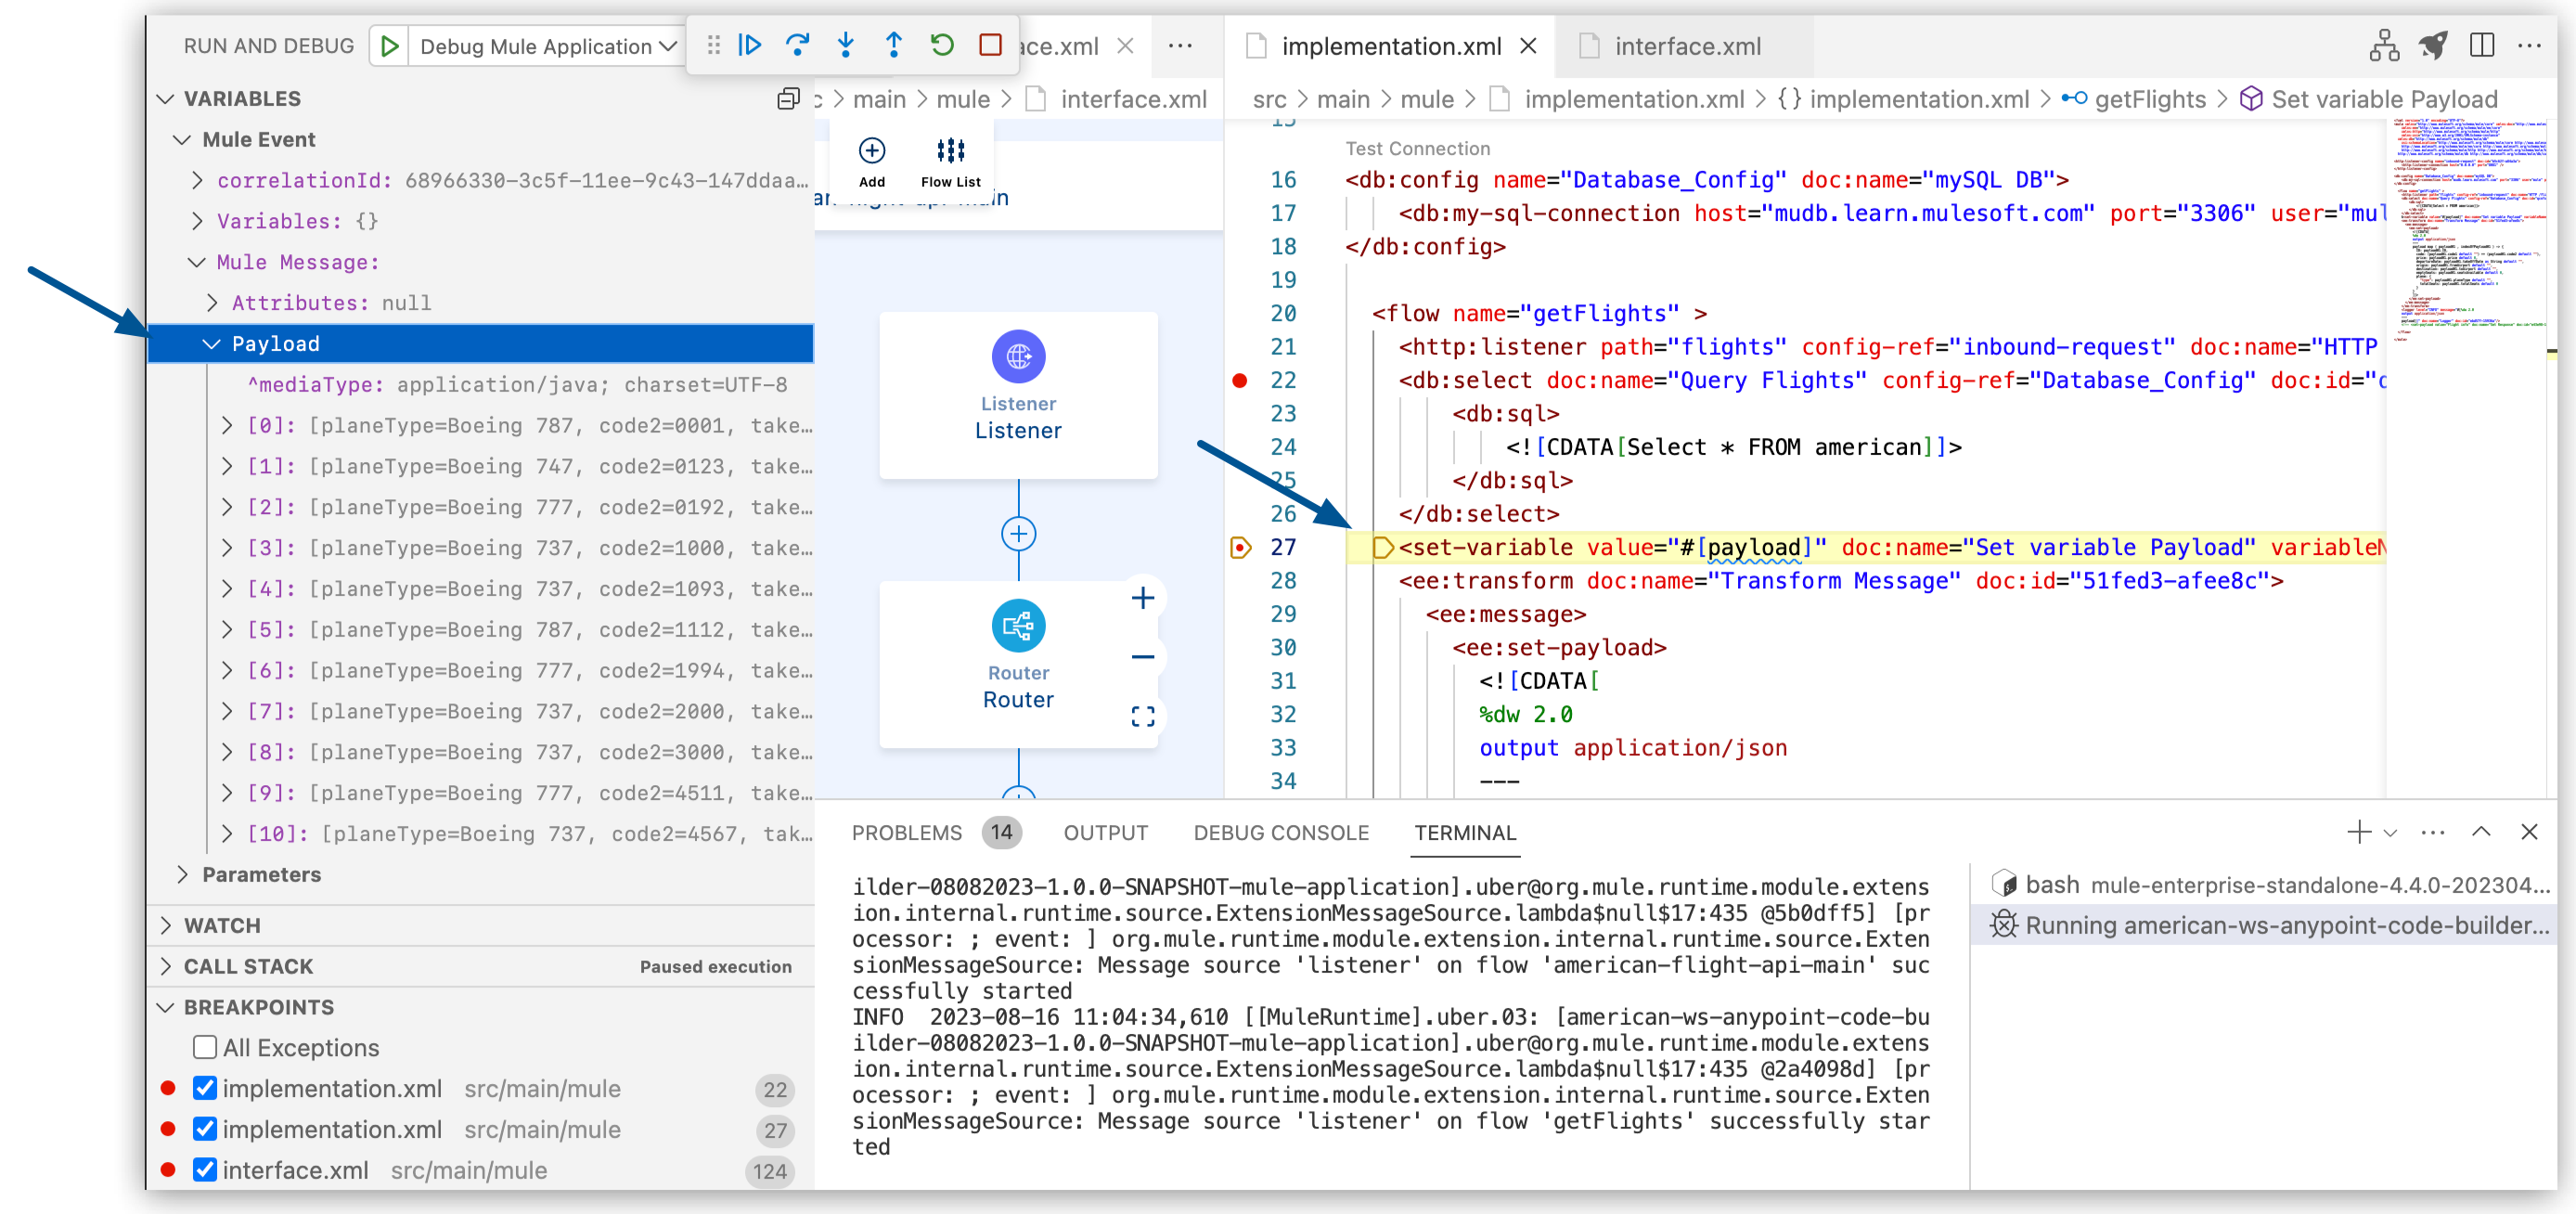 RUN AND DEBUG
Debug Mule Application
VARIABLES
Mule Event
correlationId: 68966330-3c5f-11ee-9c43-147ddaa…
Variables: {}
Mule Message:
Attributes: null
Payload
^mediaType: application/java; charset=UTF-8
[0]: [planeType=Boeing 787, code2=0001, take…
[1]: [planeType=Boeing 747, code2=0123, take…
[2]: [planeType=Boeing 777, code2=0192, take…
[3]: [planeType=Boeing 737, code2=1000, take…
[4]: [planeType=Boeing 737, code2=1093, take…
[5]: [planeType=Boeing 787, code2=1112, take…
[6]: [planeType=Boeing 777, code2=1994, take…
[7]: [planeType=Boeing 737, code2=2000, take…
[8]: [planeType=Boeing 737, code2=3000, take…
[9]: [planeType=Boeing 777, code2=4511, take…
[10]: [planeType=Boeing 737, code2=4567, tak…
Parameters
WATCH
CALL STACK Paused execution
BREAKPOINTS
All Exceptions
implementation.xml src/main/mule 22
implementation.xml src/main/mule 27
interface.xml src/main/mule 124
ace.xml
c > main > mule > interface.xml
Add
Flow List
Listener
Listener
Router
Router
implementation.xml
interface.xml
src > main > mule > implementation.xml > {} implementation.xml > getFlights > Set variable Payload
15
Test Connection
16 <db:config name="Database_Config" doc:name="mySQL DB">
17 <db:my-sql-connection host="mudb.learn.mulesoft.com" port="3306" user="mul
18 </db:config>
19
20 <flow name="getFlights" >
21 <http:listener path="flights" config-ref="inbound-request" doc:name="HTTP
22 <db:select doc:name="Query Flights" config-ref="Database_Config" doc:id="c
23 <db:sql>
24 <![CDATA[Select * FROM american]]>
25 </db:sql>
26 </db:select>
27 <set-variable value="#[payload]" doc:name="Set variable Payload" variableN
28 <ee:transform doc:name="Transform Message" doc:id="51fed3-afee8c">
29 <ee:message>
30 <ee:set-payload>
31 <![CDATA[
32 %dw 2.0
33 output application/json
34 ---
PROBLEMS 14 OUTPUT DEBUG CONSOLE TERMINAL
ilder-08082023-1.0.0-SNAPSHOT-mule-application].uber@org.mule.runtime.module.extens
ion.internal.runtime.source.ExtensionMessageSource.lambda$null$17:435 @5b0dff5] [pr
ocessor: ; event: ] org.mule.runtime.module.extension.internal.runtime.source.Exten
sionMessageSource: Message source 'listener' on flow 'american-flight-api-main' suc
cessfully started
INFO  2023-08-16 11:04:34,610 [[MuleRuntime].uber.03: [american-ws-anypoint-code-bu
ilder-08082023-1.0.0-SNAPSHOT-mule-application].uber@org.mule.runtime.module.extens
ion.internal.runtime.source.ExtensionMessageSource.lambda$null$17:435 @2a4098d] [pr
ocessor: ; event: ] org.mule.runtime.module.extension.internal.runtime.source.Exten
sionMessageSource: Message source 'listener' on flow 'getFlights' successfully star
ted
bash mule-enterprise-standalone-4.4.0-202304…
Running american-ws-anypoint-code-builder…